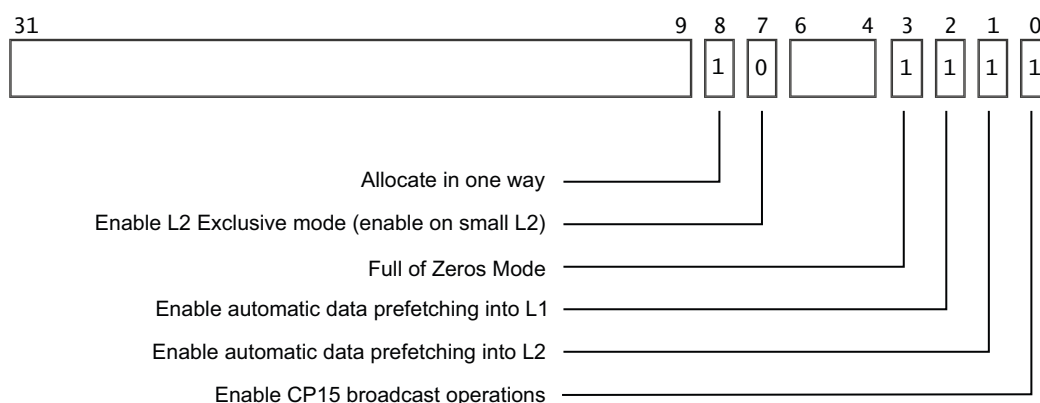 31 9 8 7 6 4 3 2 1 0
1 0 1 1 1 1
Allocate in one way
Enable L2 Exclusive mode (enable on small L2)
Full of Zeros Mode
Enable automatic data prefetching into L1
Enable automatic data prefetching into L2
Enable CP15 broadcast operations